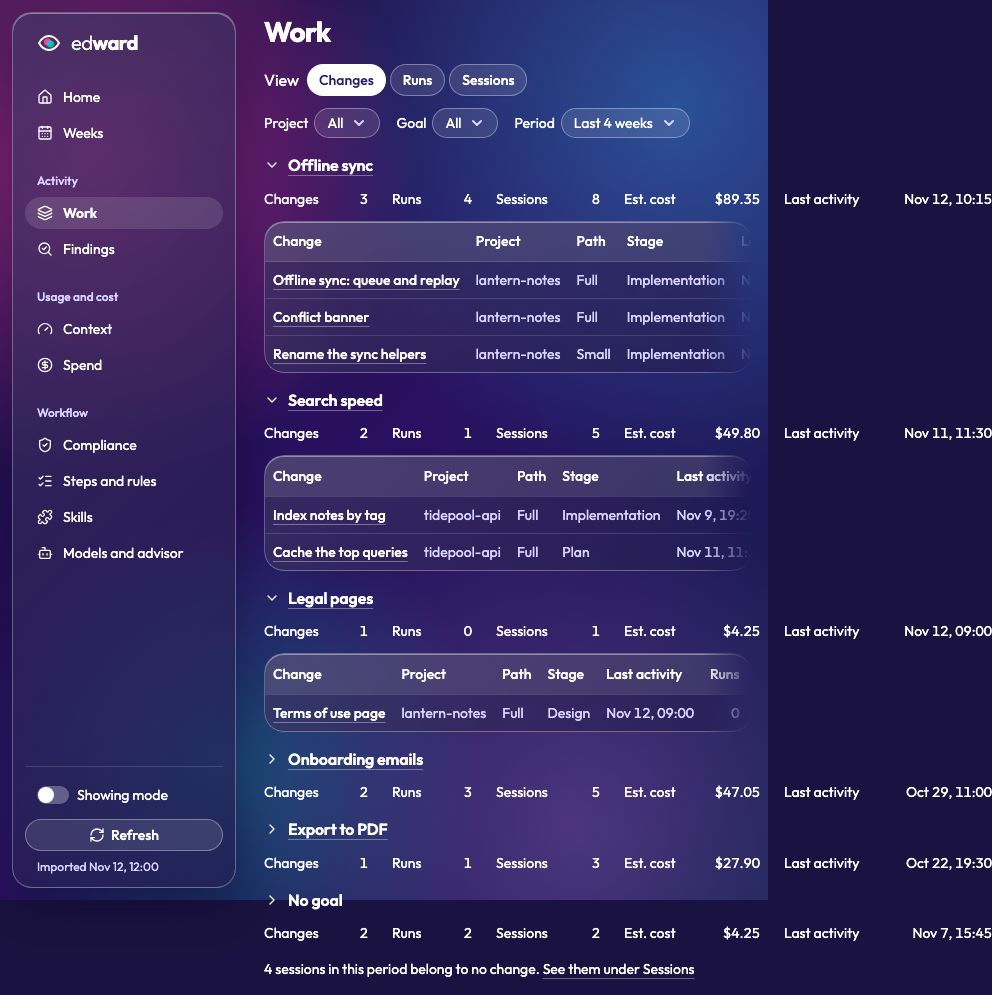 edward
Home
Weeks
Activity
Work
Findings
Usage and cost
Context
Spend
Workflow
Compliance
Steps and rules
Skills
Models and advisor
Showing mode
Refresh
Imported Nov 12, 12:00
Work
View Changes Runs Sessions
Project All Goal All Period Last 4 weeks
Offline sync
Changes 3 Runs 4 Sessions 8 Est. cost $89.35 Last activity Nov 12, 10:15
Change Project Path Stage
Offline sync: queue and replay lantern-notes Full Implementation
Conflict banner lantern-notes Full Implementation
Rename the sync helpers lantern-notes Small Implementation
Search speed
Changes 2 Runs 1 Sessions 5 Est. cost $49.80 Last activity Nov 11, 11:30
Change Project Path Stage Last activity
Index notes by tag tidepool-api Full Implementation Nov 9,
Cache the top queries tidepool-api Full Plan Nov 11,
Legal pages
Changes 1 Runs 0 Sessions 1 Est. cost $4.25 Last activity Nov 12, 09:00
Change Project Path Stage Last activity Runs
Terms of use page lantern-notes Full Design Nov 12, 09:00 0
Onboarding emails
Changes 2 Runs 3 Sessions 5 Est. cost $47.05 Last activity Oct 29, 11:00
Export to PDF
Changes 1 Runs 1 Sessions 3 Est. cost $27.90 Last activity Oct 22, 19:30
No goal
Changes 2 Runs 2 Sessions 2 Est. cost $4.25 Last activity Nov 7, 15:45
4 sessions in this period belong to no change. See them under Sessions